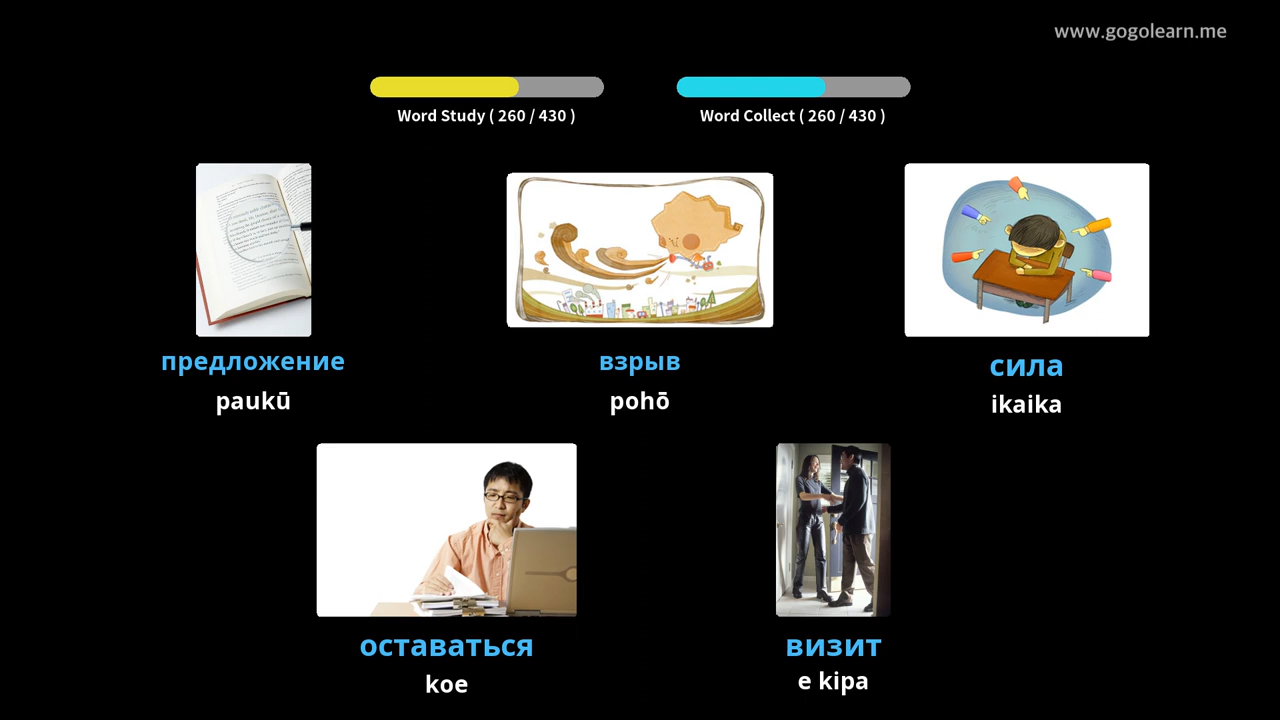 www.gogolearn.me
Word Study ( 260 / 430 )
Word Collect ( 260 / 430 )
предложение
paukū
взрыв
pohō
сила
ikaika
оставаться
koe
визит
e kipa